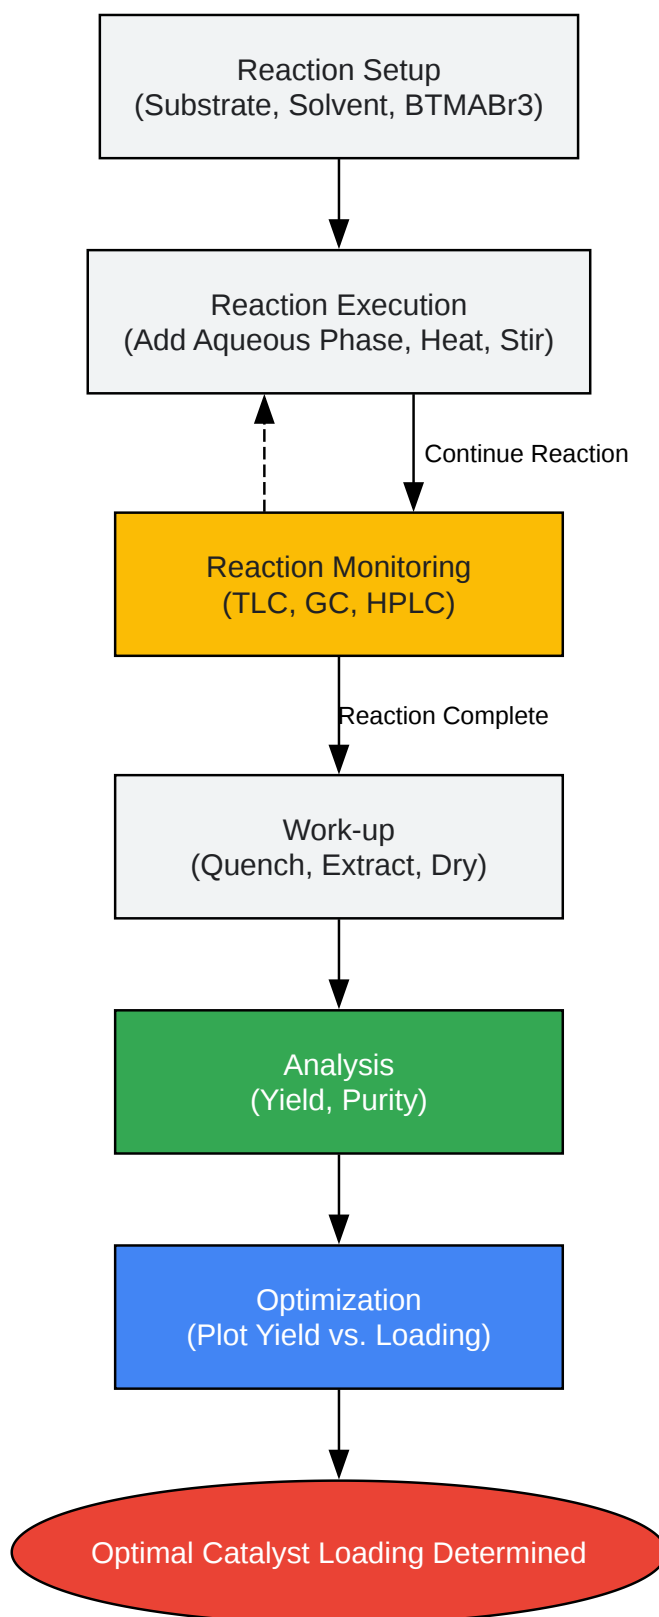 Reaction Setup
(Substrate, Solvent, BTMABr3)
Reaction Execution
(Add Aqueous Phase, Heat, Stir)
Continue Reaction
Reaction Monitoring
(TLC, GC, HPLC)
Reaction Complete
Work-up
(Quench, Extract, Dry)
Analysis
(Yield, Purity)
Optimization
(Plot Yield vs. Loading)
Optimal Catalyst Loading Determined